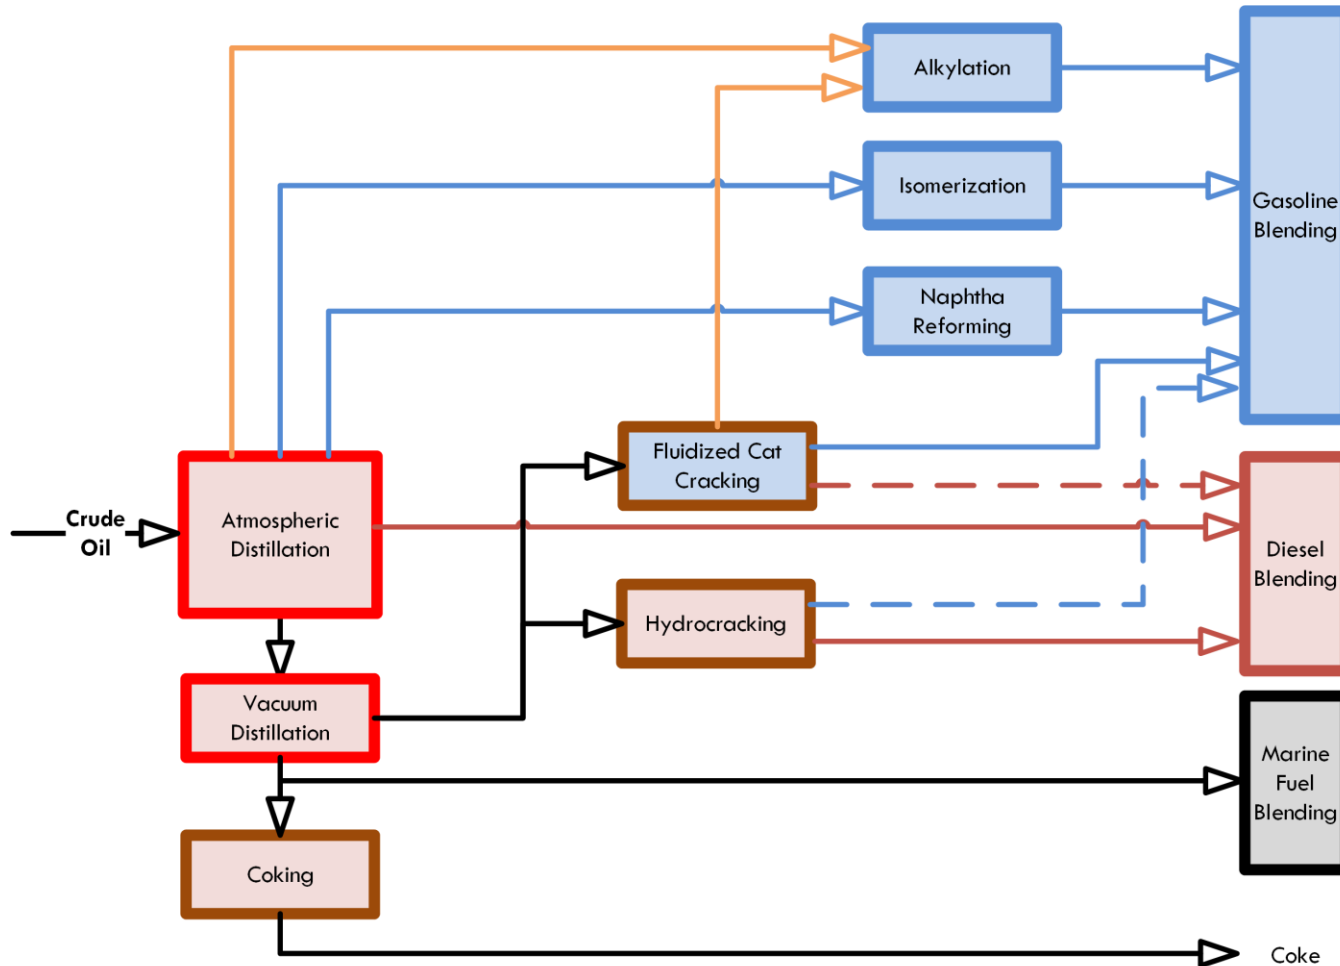 Alkylation
Isomerization
Gasoline
Blending
Naphtha
Reforming
Fluidized Cat
Cracking
Crude
Oil
Atmospheric
Distillation
Diesel
Blending
Hydrocracking
Vacuum
Distillation
Marine
Fuel
Blending
Coking
Coke